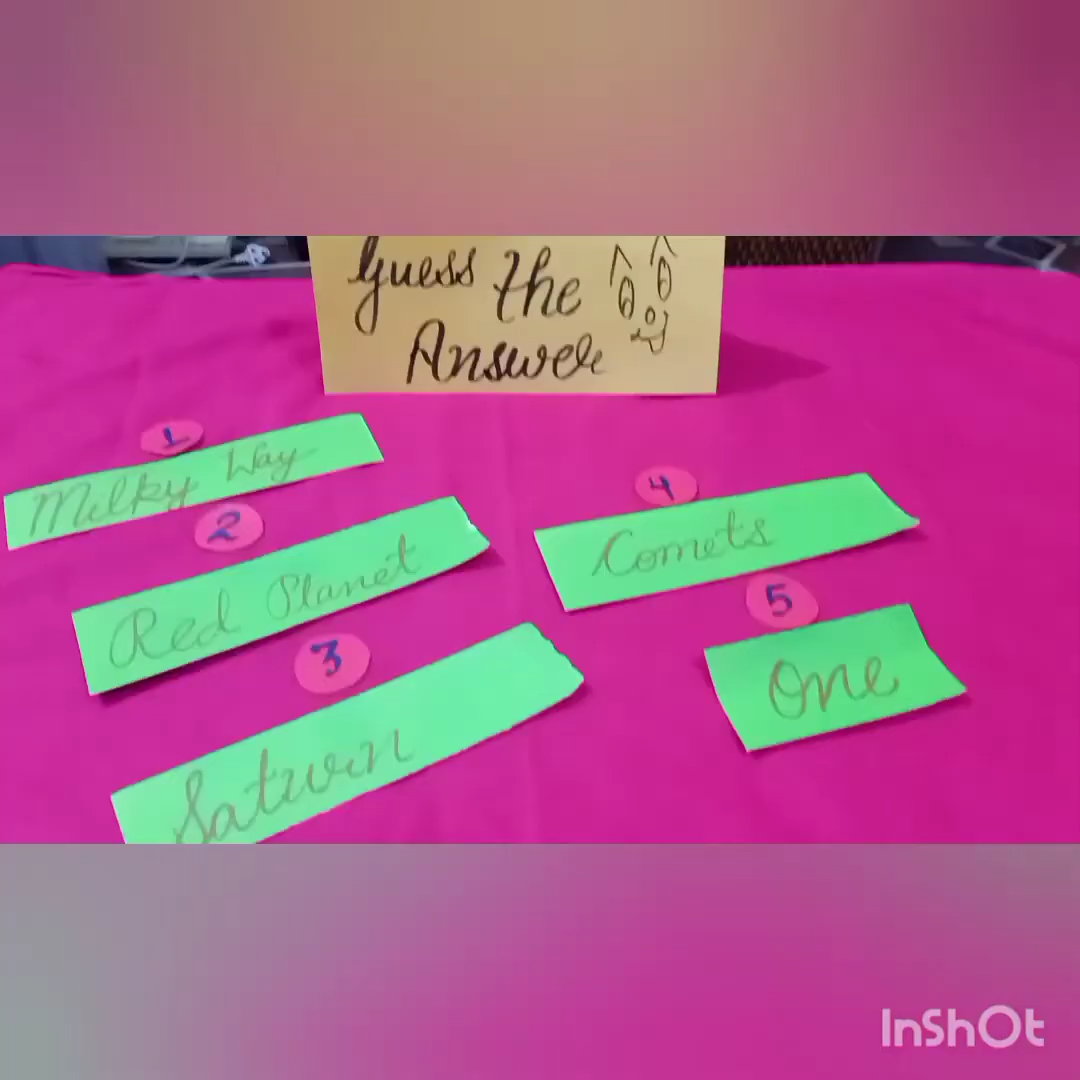 Guess the
Answer
1
Milky Way
2
Red Planet
3
Saturn
4
Comets
5
One
InShOt